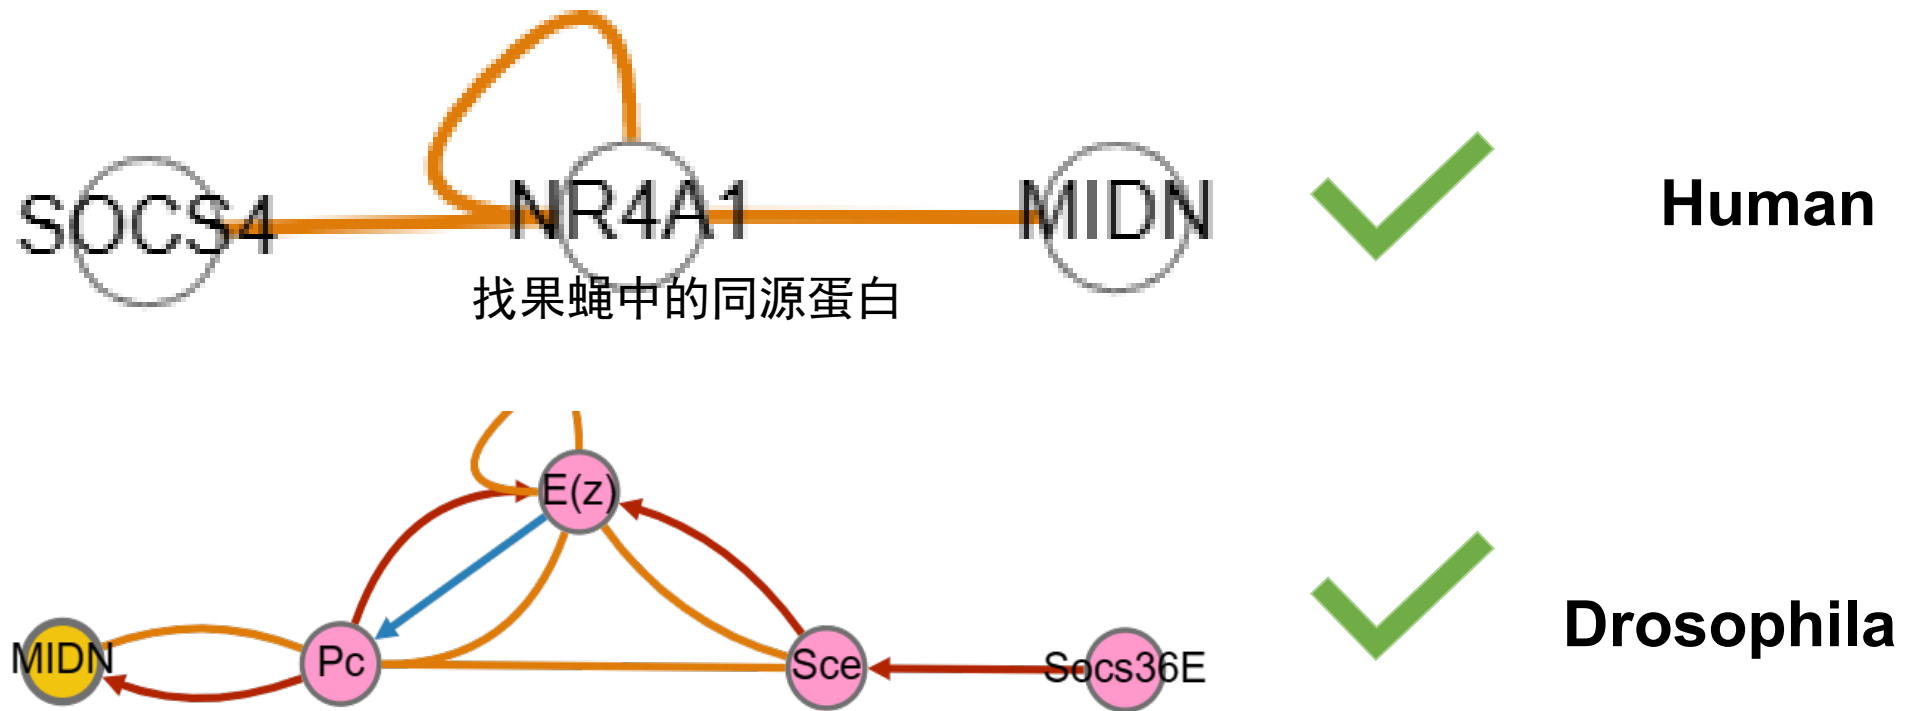 SOCS4
NR4A1
MIDN
Human
找果蝇中的同源蛋白
E(z)
MIDN
Pc
Sce
Socs36E
Drosophila